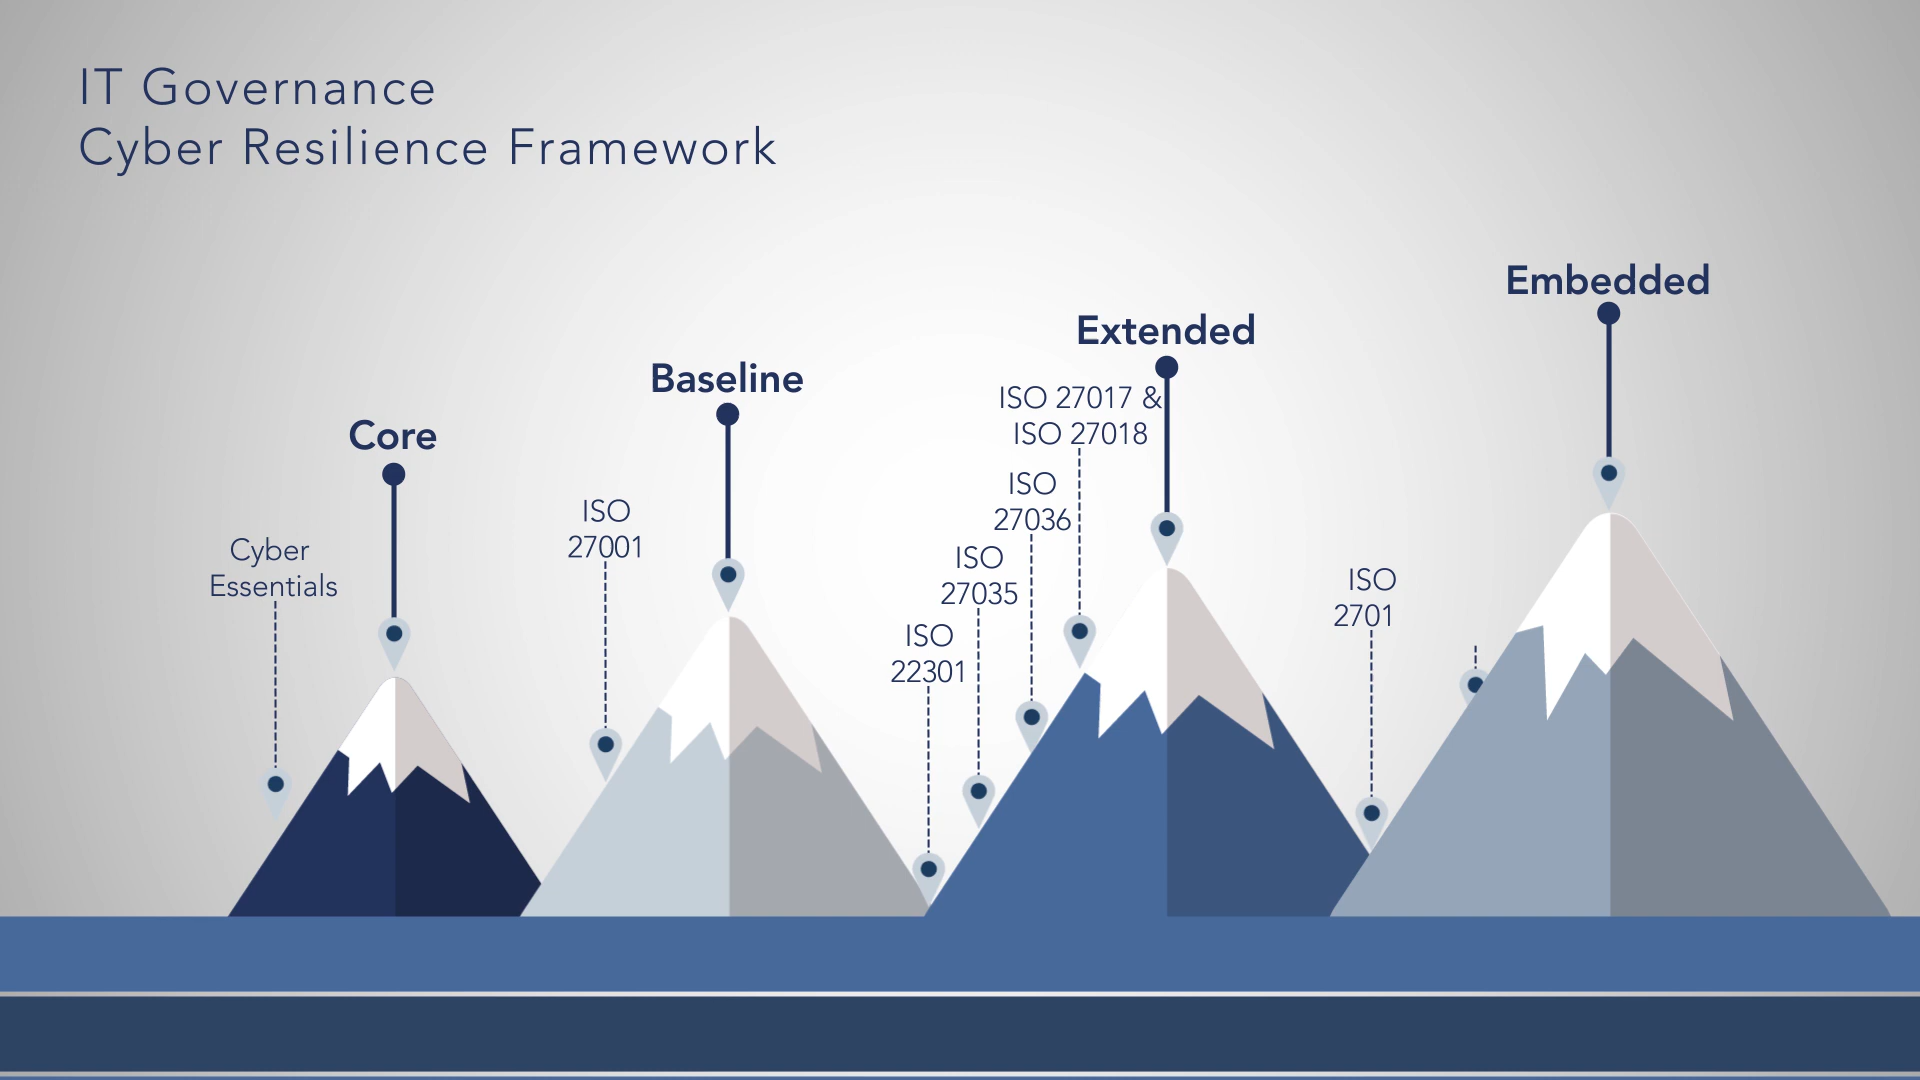 IT Governance
Cyber Resilience Framework
Core
Cyber
Essentials
Baseline
ISO
27001
Extended
ISO 27017 &
ISO 27018
ISO
27036
ISO
27035
ISO
22301
Embedded
ISO
2701